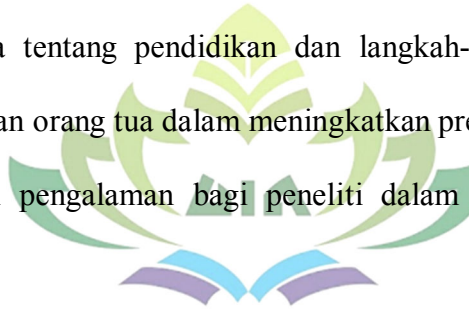 a tentang pendidikan dan langkah-
an orang tua dalam meningkatkan pre
pengalaman bagi peneliti dalam